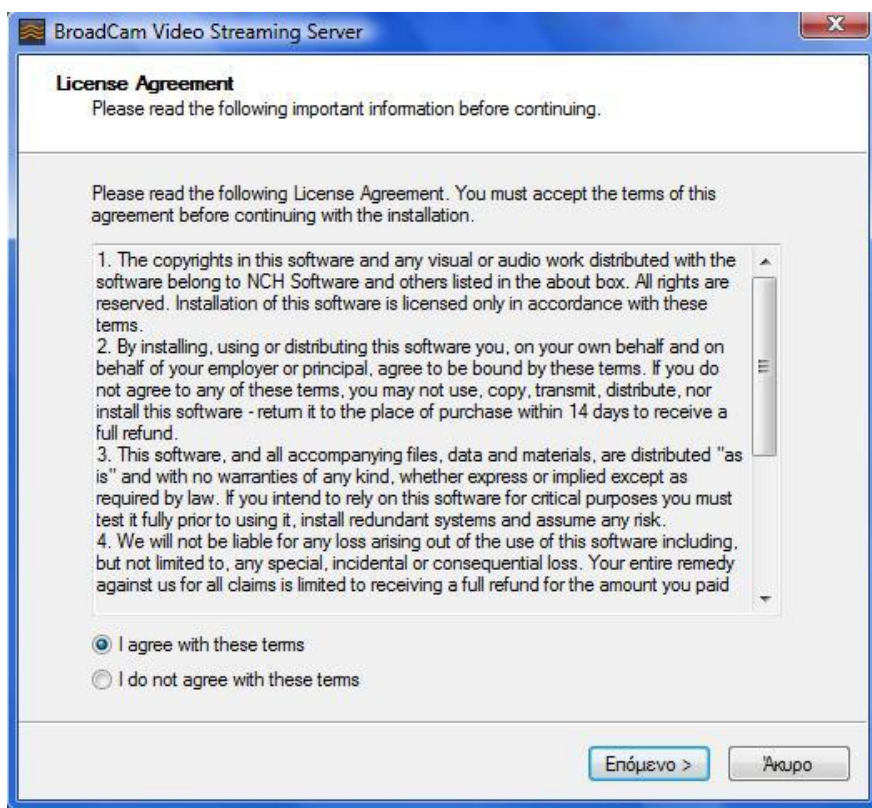 BroadCam Video Streaming Server
License Agreement
Please read the following important information before continuing.
Please read the following License Agreement. You must accept the terms of this
agreement before continuing with the installation.
1. The copyrights in this software and any visual or audio work distributed with the
software belong to NCH Software and others listed in the about box. All rights are
reserved. Installation of this software is licensed only in accordance with these
terms.
2. By installing, using or distributing this software you, on your own behalf and on
behalf of your employer or principal, agree to be bound by these terms. If you do
not agree to any of these terms, you may not use, copy, transmit, distribute, nor
install this software - return it to the place of purchase within 14 days to receive a
full refund.
3. This software, and all accompanying files, data and materials, are distributed "as
is" and with no warranties of any kind, whether express or implied except as
required by law. If you intend to rely on this software for critical purposes you must
test it fully prior to using it, install redundant systems and assume any risk.
4. We will not be liable for any loss arising out of the use of this software including,
but not limited to, any special, incidental or consequential loss. Your entire remedy
against us for all claims is limited to receiving a full refund for the amount you paid
I agree with these terms
I do not agree with these terms
Επόμενο >
Άκυρο